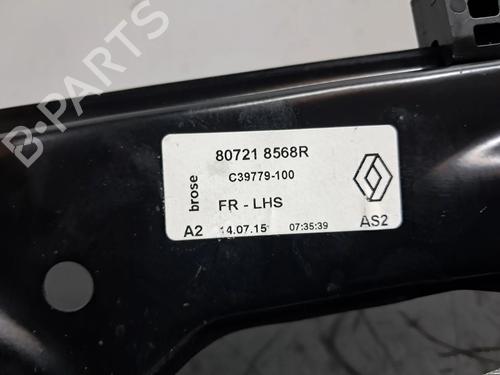 B-PARTS
brose
80721 8568R
C39779-100
FR - LHS
A2 14.07.15 07:35:39 AS2